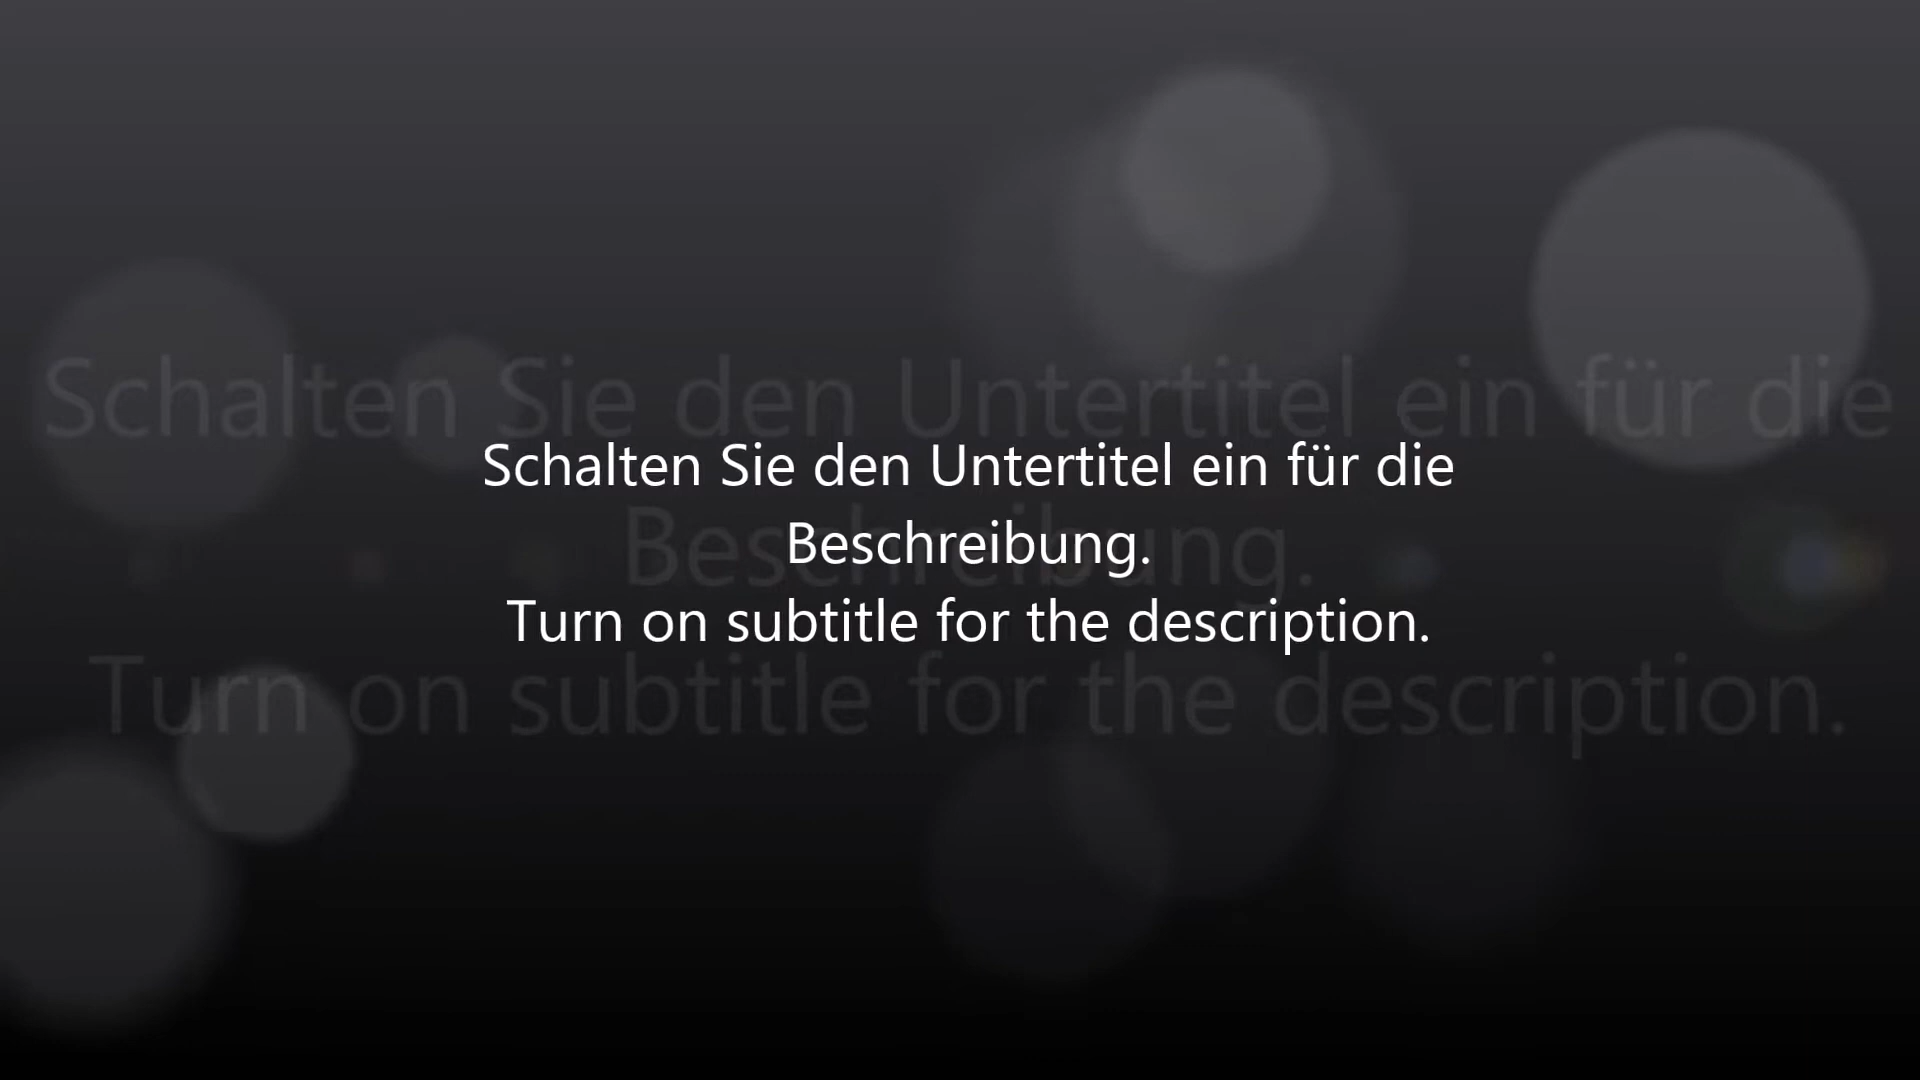 Schalten Sie den Untertitel ein für die
Beschreibung.
Turn on subtitle for the description.